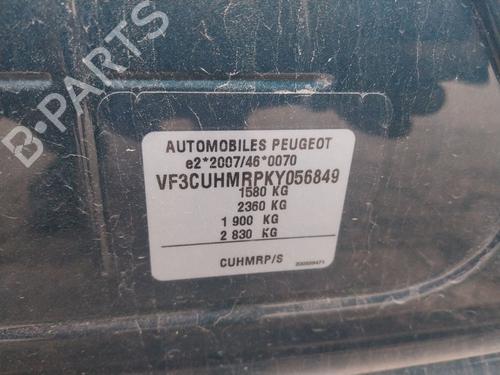 B-PARTS
AUTOMOBILES PEUGEOT
e2*2007/46*0070
VF3CUHMRPKY056849
1580 KG
2360 KG
1 900 KG
2 830 KG
CUHMRP/S